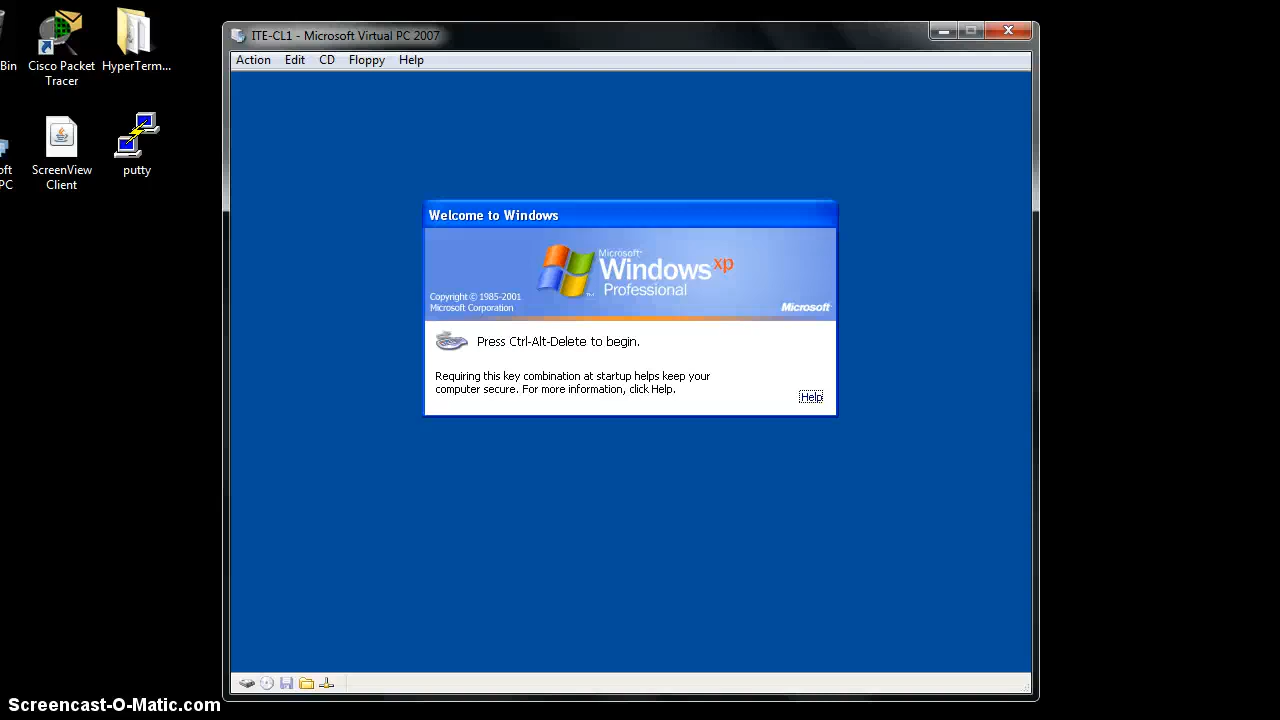 Bin
Cisco Packet
Tracer
HyperTerm...
oft
PC
ScreenView
Client
putty
ITE-CL1 - Microsoft Virtual PC 2007
Action Edit CD Floppy Help
Welcome to Windows
Microsoft
Windows xp
Professional
Copyright © 1985-2001
Microsoft Corporation
Microsoft
Press Ctrl-Alt-Delete to begin.
Requiring this key combination at startup helps keep your
computer secure. For more information, click Help.
Help
Screencast-O-Matic.com